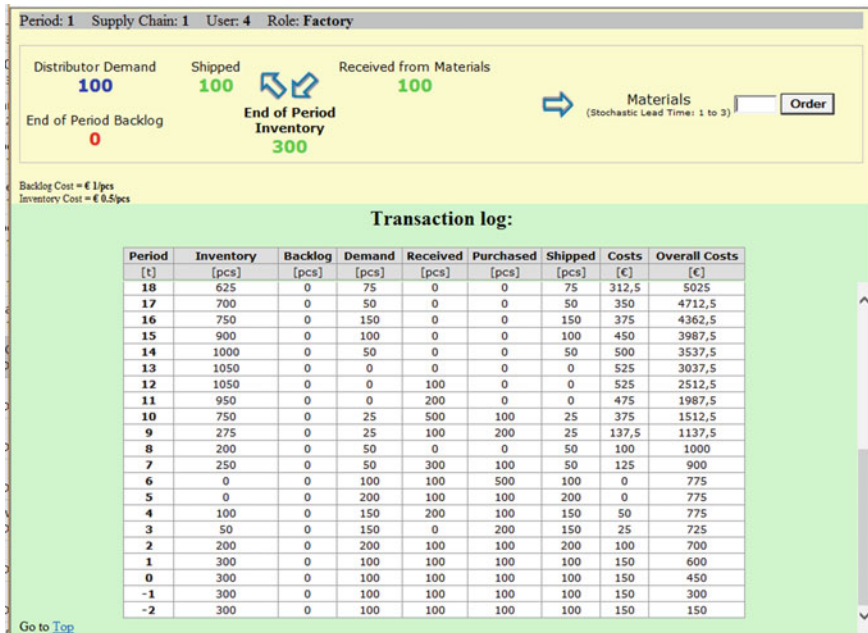 Period: 1 Supply Chain: 1 User: 4 Role: Factory
Distributor Demand Shipped Received from Materials
100 100 100
Materials
(Stochastic Lead Time: 1 to 3) Order
End of Period Backlog
0
End of Period
Inventory
300
Backlog Cost = € 1/pcs
Inventory Cost = € 0.5/pcs
Transaction log:
Period Inventory Backlog Demand Received Purchased Shipped Costs Overall Costs
[t] [pcs] [pcs] [pcs] [pcs] [pcs] [pcs] [€] [€]
18 625 0 75 0 0 75 312,5 5025
17 700 0 50 0 0 50 350 4712,5
16 750 0 150 0 0 150 375 4362,5
15 900 0 100 0 0 100 450 3987,5
14 1000 0 50 0 0 50 500 3537,5
13 1050 0 0 0 0 0 525 3037,5
12 1050 0 0 100 0 0 525 2512,5
11 950 0 0 200 0 0 475 1987,5
10 750 0 25 500 100 25 375 1512,5
9 275 0 25 100 200 25 137,5 1137,5
8 200 0 50 0 0 50 100 1000
7 250 0 50 300 100 50 125 900
6 0 0 100 100 500 100 0 775
5 0 0 200 100 100 200 0 775
4 100 0 150 200 100 150 50 775
3 50 0 150 0 200 150 25 725
2 200 0 200 100 100 200 100 700
1 300 0 100 100 100 100 150 600
0 300 0 100 100 100 100 150 450
-1 300 0 100 100 100 100 150 300
-2 300 0 100 100 100 100 150 150
Go to Top